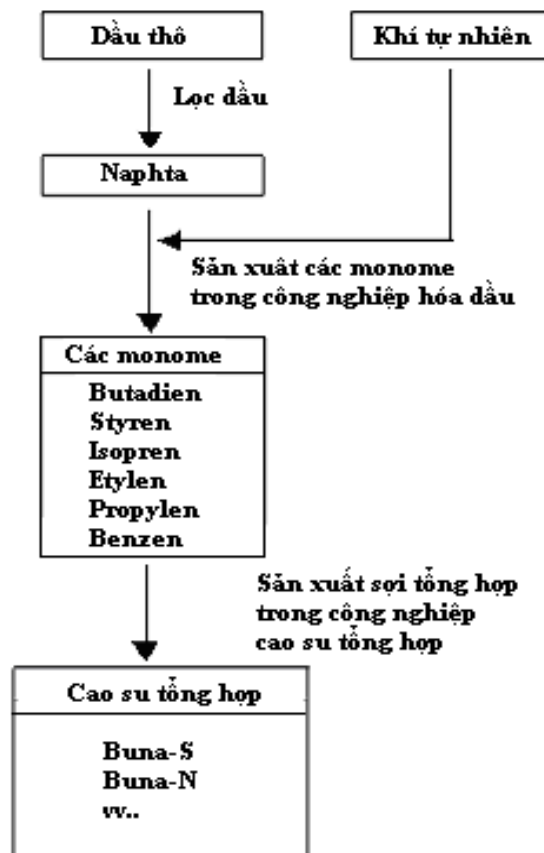 Dầu thô
Khí tự nhiên
Lọc dầu
Naphta
Sản xuất các monome
trong công nghiệp hóa dầu
Các monome
Butadien
Styren
Isopren
Etylen
Propylen
Benzen
Sản xuất sợi tổng hợp
trong công nghiệp
cao su tổng hợp
Cao su tổng hợp
Buna-S
Buna-N
vv..